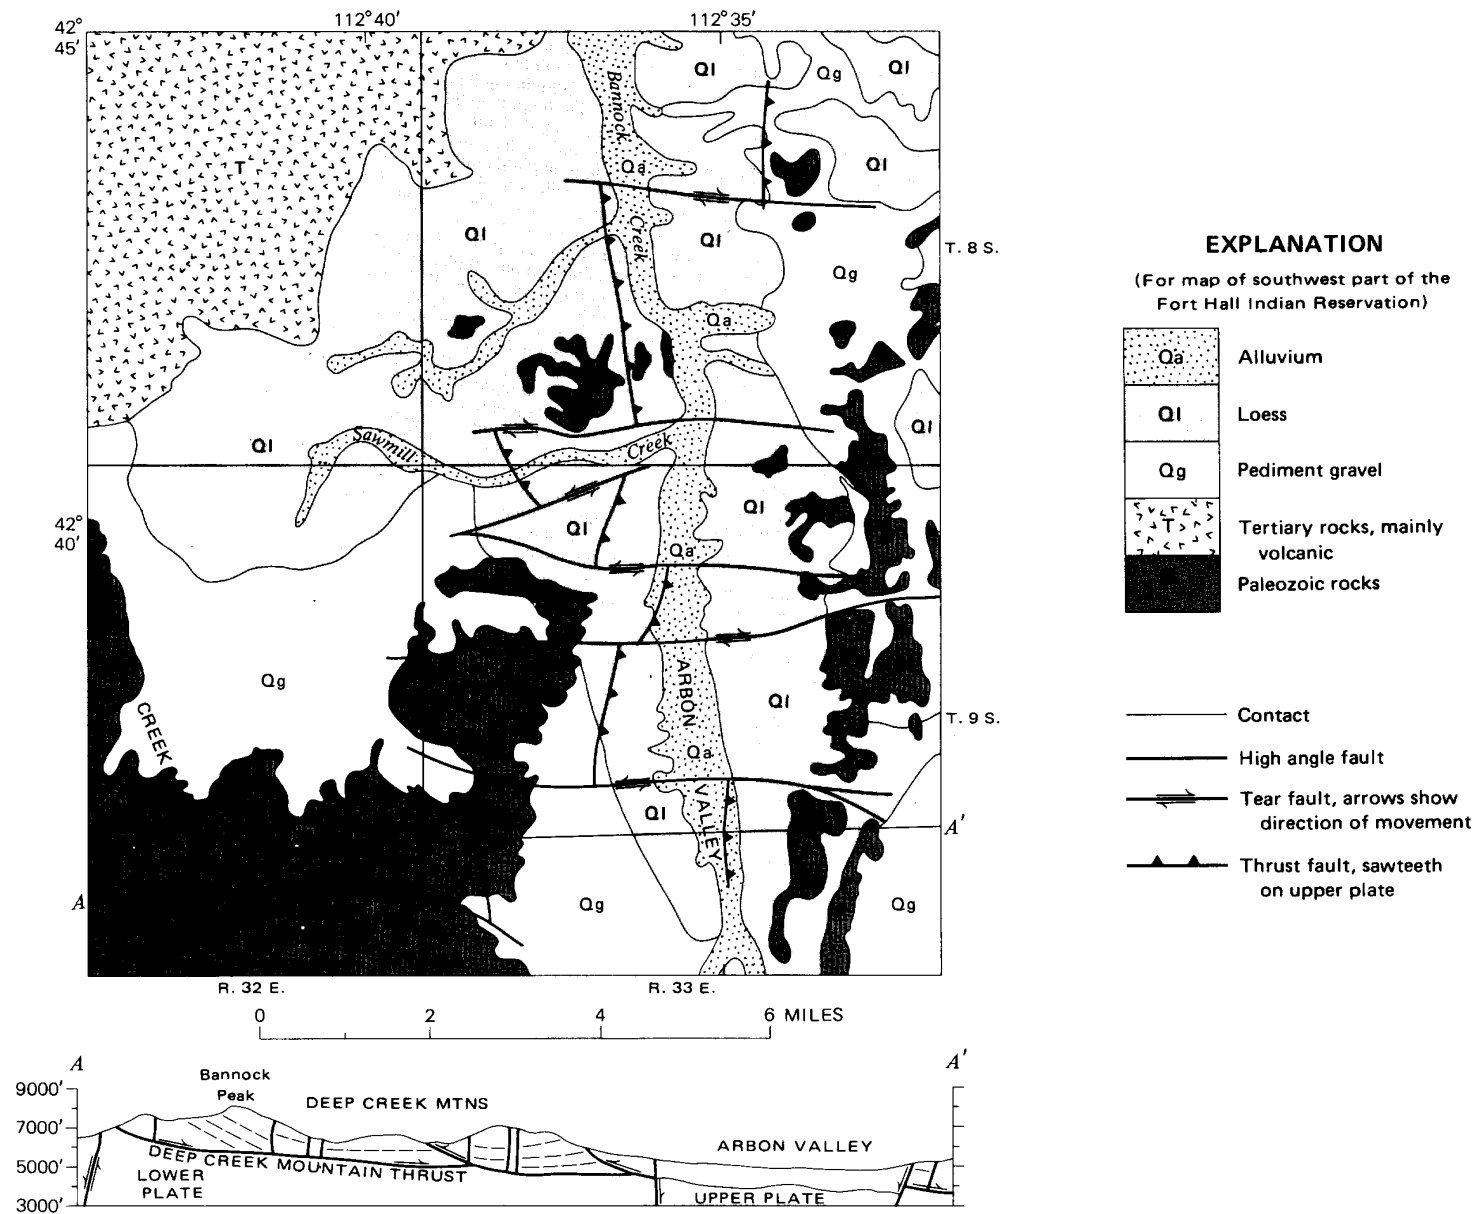 112°40'
112°35'
42°
45'
Ql
Qg
Ql
Bannock
T
Qa
Ql
Ql
Creek
Ql
T. 8 S.
Qg
Qa
Ql
Sawmill
Creek
Ql
Ql
42°
40'
Ql
Qa
Qg
ARBON
Ql
CREEK
T. 9 S.
Qa
VALLEY
Ql
A'
A
Qg
Qg
R. 32 E.
R. 33 E.
0 2 4 6 MILES
EXPLANATION
(For map of southwest part of the
Fort Hall Indian Reservation)
Qa Alluvium
Ql Loess
Qg Pediment gravel
T Tertiary rocks, mainly
volcanic
Paleozoic rocks
Contact
High angle fault
Tear fault, arrows show
direction of movement
Thrust fault, sawteeth
on upper plate
A
A'
Bannock
Peak
9000'
DEEP CREEK MTNS
7000'
ARBON VALLEY
DEEP CREEK MOUNTAIN THRUST
5000'
LOWER
PLATE
UPPER PLATE
3000'